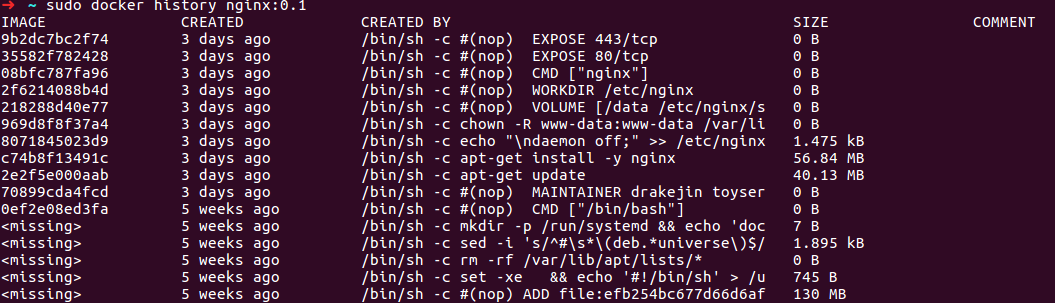 ➜ ~ sudo docker history nginx:0.1
IMAGE CREATED CREATED BY SIZE COMMENT
9b2dc7bc2f74 3 days ago /bin/sh -c #(nop) EXPOSE 443/tcp 0 B
35582f782428 3 days ago /bin/sh -c #(nop) EXPOSE 80/tcp 0 B
08bfc787fa96 3 days ago /bin/sh -c #(nop) CMD ["nginx"] 0 B
2f6214088b4d 3 days ago /bin/sh -c #(nop) WORKDIR /etc/nginx 0 B
218288d40e77 3 days ago /bin/sh -c #(nop) VOLUME [/data /etc/nginx/s 0 B
969d8f8f37a4 3 days ago /bin/sh -c chown -R www-data:www-data /var/li 0 B
8071845023d9 3 days ago /bin/sh -c echo "\ndaemon off;" >> /etc/nginx 1.475 kB
c74b8f13491c 3 days ago /bin/sh -c apt-get install -y nginx 56.84 MB
2e2f5e000aab 3 days ago /bin/sh -c apt-get update 40.13 MB
70899cda4fcd 3 days ago /bin/sh -c #(nop) MAINTAINER drakejin toyser 0 B
0ef2e08ed3fa 5 weeks ago /bin/sh -c #(nop) CMD ["/bin/bash"] 0 B
<missing> 5 weeks ago /bin/sh -c mkdir -p /run/systemd && echo 'doc 7 B
<missing> 5 weeks ago /bin/sh -c sed -i 's/^#\s*\(deb.*universe\)$/ 1.895 kB
<missing> 5 weeks ago /bin/sh -c rm -rf /var/lib/apt/lists/* 0 B
<missing> 5 weeks ago /bin/sh -c set -xe && echo '#!/bin/sh' > /u 745 B
<missing> 5 weeks ago /bin/sh -c #(nop) ADD file:efb254bc677d66d6af 130 MB